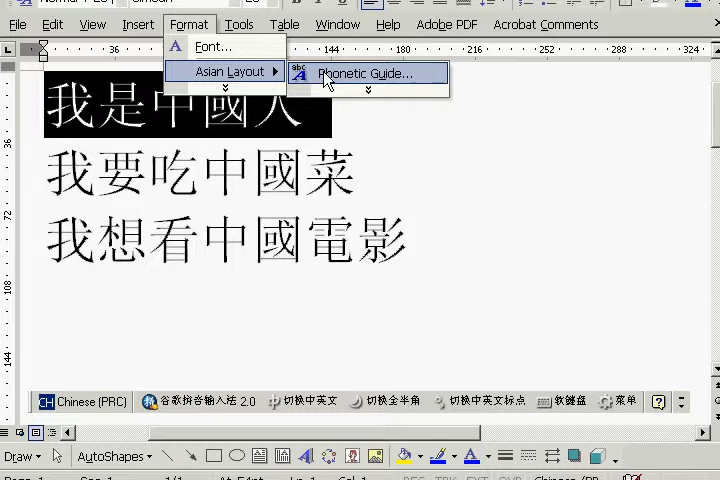 File Edit View Insert Format Tools Table Window Help Adobe PDF Acrobat Comments
36 144 180 216 252 288 324
Font...
Asian Layout
Phonetic Guide...
我是中國人
我要吃中國菜
我想看中國電影
36
72
108
144
CH Chinese (PRC) 谷歌拼音输入法 2.0 切换中英文 切换全半角 切换中英文标点 软键盘 菜单
Draw AutoShapes